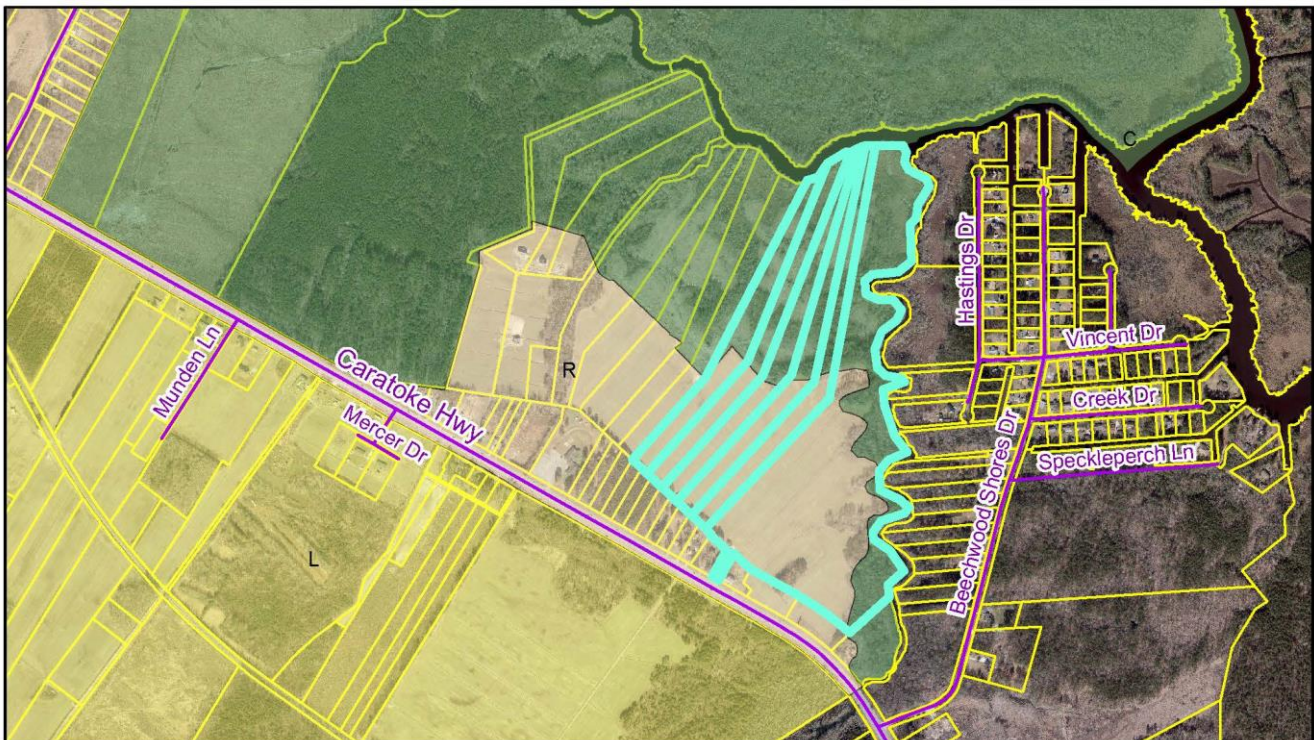 C
Hastings Dr
Vincent Dr
Munden Ln
Caratoke Hwy
R
Creek Dr
Mercer Dr
Beechwood Shores Dr
Speckleperch Ln
L